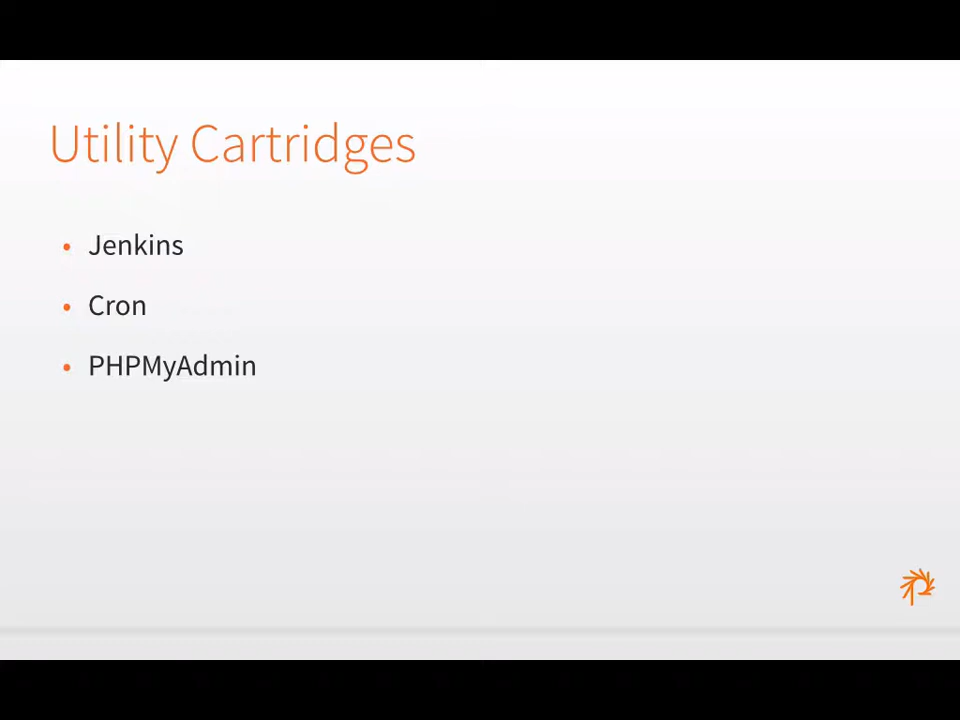 Utility Cartridges
• Jenkins
• Cron
• PHPMyAdmin